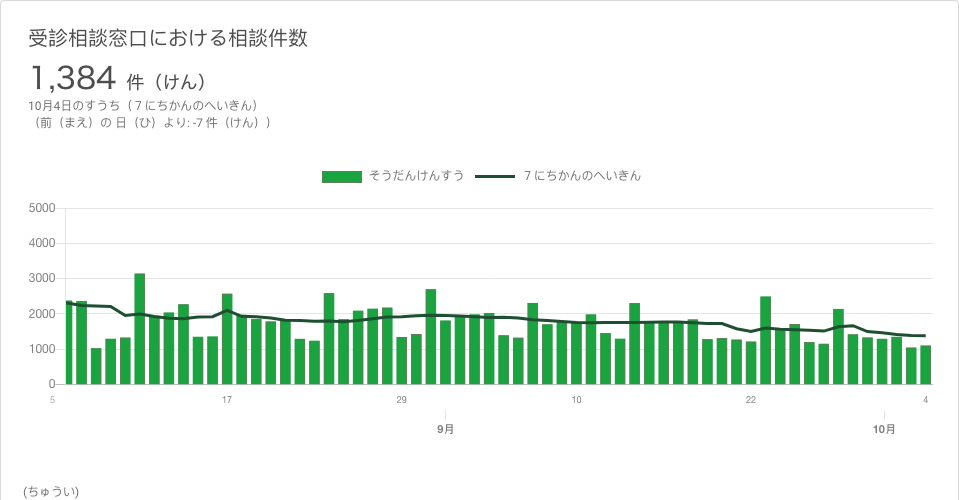 受診相談窓口における相談件数
1,384 件（けん）
10月4日のすうち（７にちかんのへいきん）
（前（まえ）の 日（ひ）より: -7 件（けん））
そうだんけんすう ７にちかんのへいきん
5000
4000
3000
2000
1000
0
5 17 29 10 22 4
9月 10月
(ちゅうい)